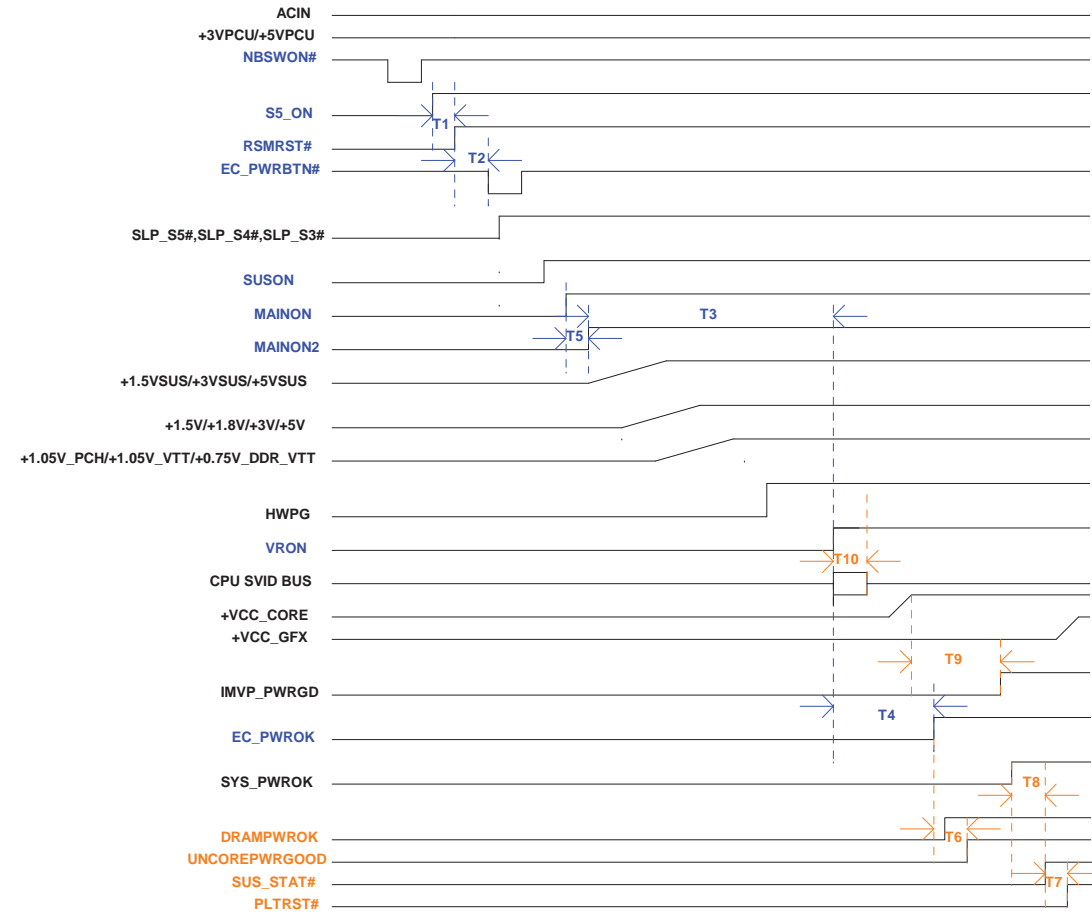 ACIN
+3VPCU/+5VPCU
NBSWON#
S5_ON
T1
RSMRST#
T2
EC_PWRBTN#
SLP_S5#,SLP_S4#,SLP_S3#
SUSON
MAINON
T3
T5
MAINON2
+1.5VSUS/+3VSUS/+5VSUS
+1.5V/+1.8V/+3V/+5V
+1.05V_PCH/+1.05V_VTT/+0.75V_DDR_VTT
HWPG
VRON
T10
CPU SVID BUS
+VCC_CORE
+VCC_GFX
T9
IMVP_PWRGD
T4
EC_PWROK
SYS_PWROK
T8
DRAMPWROK
T6
UNCOREPWRGOOD
SUS_STAT#
T7
PLTRST#